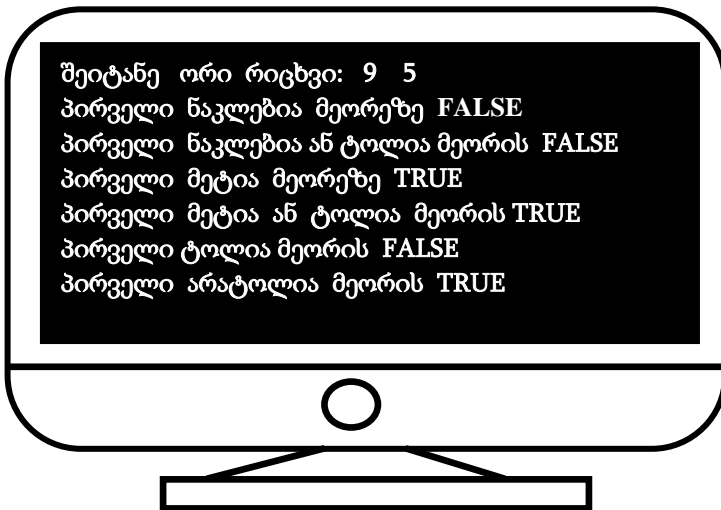 შეიტანე ორი რიცხვი: 9 5
პირველი ნაკლებია მეორეზე FALSE
პირველი ნაკლებია ან ტოლია მეორის FALSE
პირველი მეტია მეორეზე TRUE
პირველი მეტია ან ტოლია მეორის TRUE
პირველი ტოლია მეორის FALSE
პირველი არატოლია მეორის TRUE